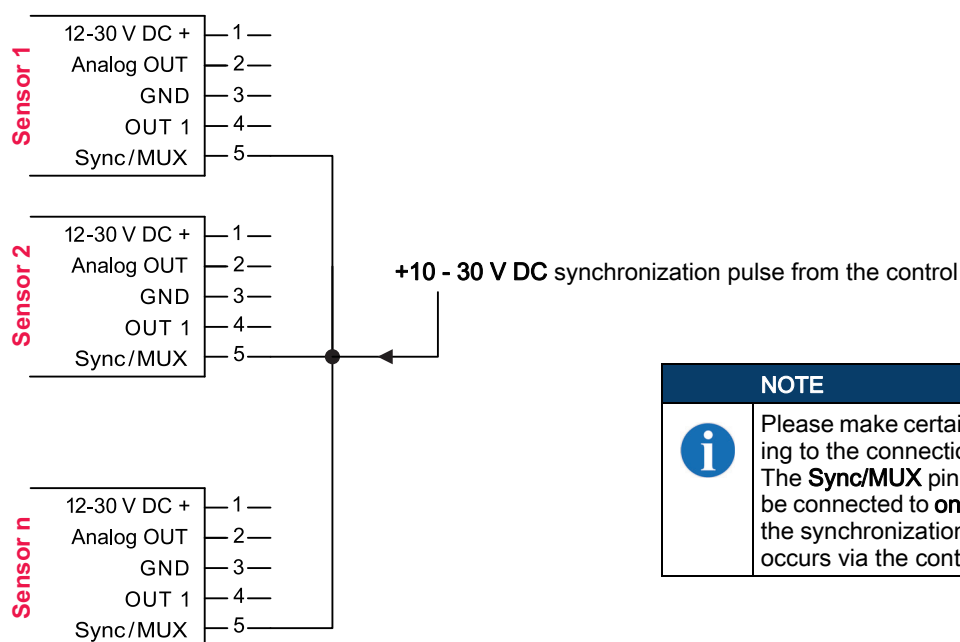 Sensor 1
12-30 V DC + 1
Analog OUT 2
GND 3
OUT 1 4
Sync/MUX 5
Sensor 2
12-30 V DC + 1
Analog OUT 2
GND 3
OUT 1 4
Sync/MUX 5
+10 - 30 V DC synchronization pulse from the control
Sensor n
12-30 V DC + 1
Analog OUT 2
GND 3
OUT 1 4
Sync/MUX 5
NOTE
i
Please make certai
ing to the connectio
The Sync/MUX pin
be connected to on
the synchronization
occurs via the cont